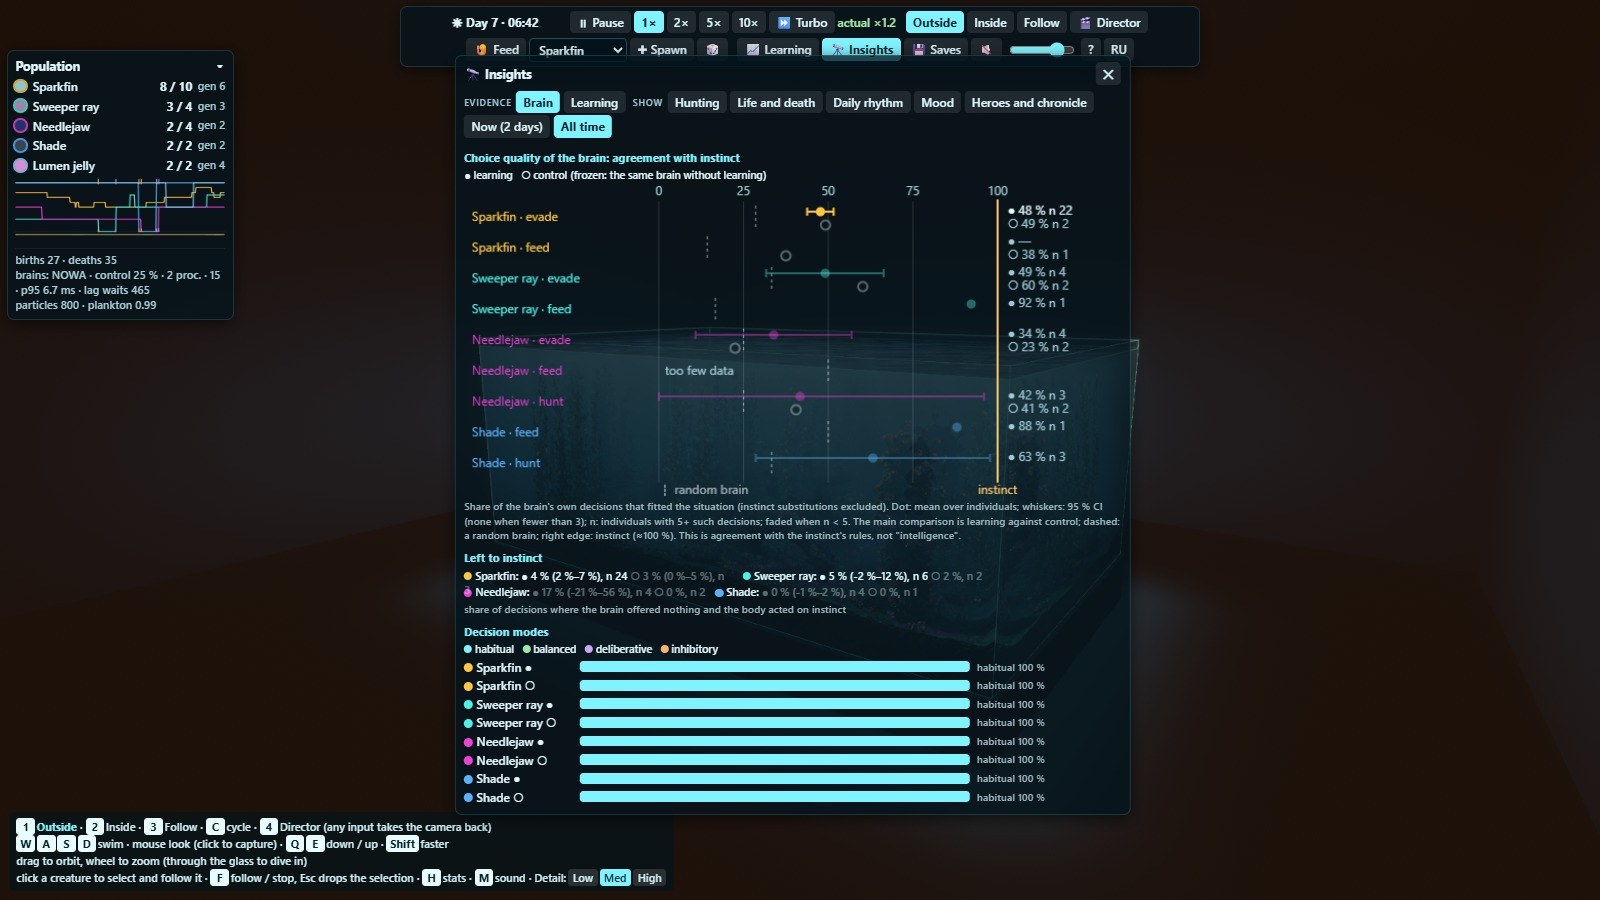 Day 7 · 06:42 Pause 1× 2× 5× 10× Turbo actual ×1.2 Outside Inside Follow Director
Feed Sparkfin + Spawn Learning Insights Saves ? RU
Population
Sparkfin 8 / 10 gen 6
Sweeper ray 3 / 4 gen 3
Needlejaw 2 / 4 gen 2
Shade 2 / 2 gen 2
Lumen jelly 2 / 2 gen 4
births 27 · deaths 35
brains: NOWA · control 25 % · 2 proc. · 15
· p95 6.7 ms · lag waits 465
particles 800 · plankton 0.99
Insights
EVIDENCE Brain Learning SHOW Hunting Life and death Daily rhythm Mood Heroes and chronicle
Now (2 days) All time
Choice quality of the brain: agreement with instinct
● learning ○ control (frozen: the same brain without learning)
0 25 50 75 100
Sparkfin · evade ● 48 % n 22
○ 49 % n 2
Sparkfin · feed ● —
○ 38 % n 1
Sweeper ray · evade ● 49 % n 4
○ 60 % n 2
Sweeper ray · feed ● 92 % n 1
Needlejaw · evade ● 34 % n 4
○ 23 % n 2
Needlejaw · feed too few data
Needlejaw · hunt ● 42 % n 3
○ 41 % n 2
Shade · feed ● 88 % n 1
Shade · hunt ● 63 % n 3
random brain instinct
Share of the brain's own decisions that fitted the situation (instinct substitutions excluded). Dot: mean over individuals; whiskers: 95 % CI
(none when fewer than 3); n: individuals with 5+ such decisions; faded when n < 5. The main comparison is learning against control; dashed:
a random brain; right edge: instinct (≈100 %). This is agreement with the instinct's rules, not "intelligence".
Left to instinct
Sparkfin: ● 4 % (2 %–7 %), n 24 ○ 3 % (0 %–5 %), n Sweeper ray: ● 5 % (-2 %–12 %), n 6 ○ 2 %, n 2
Needlejaw: ● 17 % (-21 %–56 %), n 4 ○ 0 %, n 2 Shade: ● 0 % (-1 %–2 %), n 4 ○ 0 %, n 1
share of decisions where the brain offered nothing and the body acted on instinct
Decision modes
habitual balanced deliberative inhibitory
Sparkfin ● habitual 100 %
Sparkfin ○ habitual 100 %
Sweeper ray ● habitual 100 %
Sweeper ray ○ habitual 100 %
Needlejaw ● habitual 100 %
Needlejaw ○ habitual 100 %
Shade ● habitual 100 %
Shade ○ habitual 100 %
1 Outside · 2 Inside · 3 Follow · C cycle · 4 Director (any input takes the camera back)
W A S D swim · mouse look (click to capture) · Q E down / up · Shift faster
drag to orbit, wheel to zoom (through the glass to dive in)
click a creature to select and follow it · F follow / stop, Esc drops the selection · H stats · M sound · Detail: Low Med High